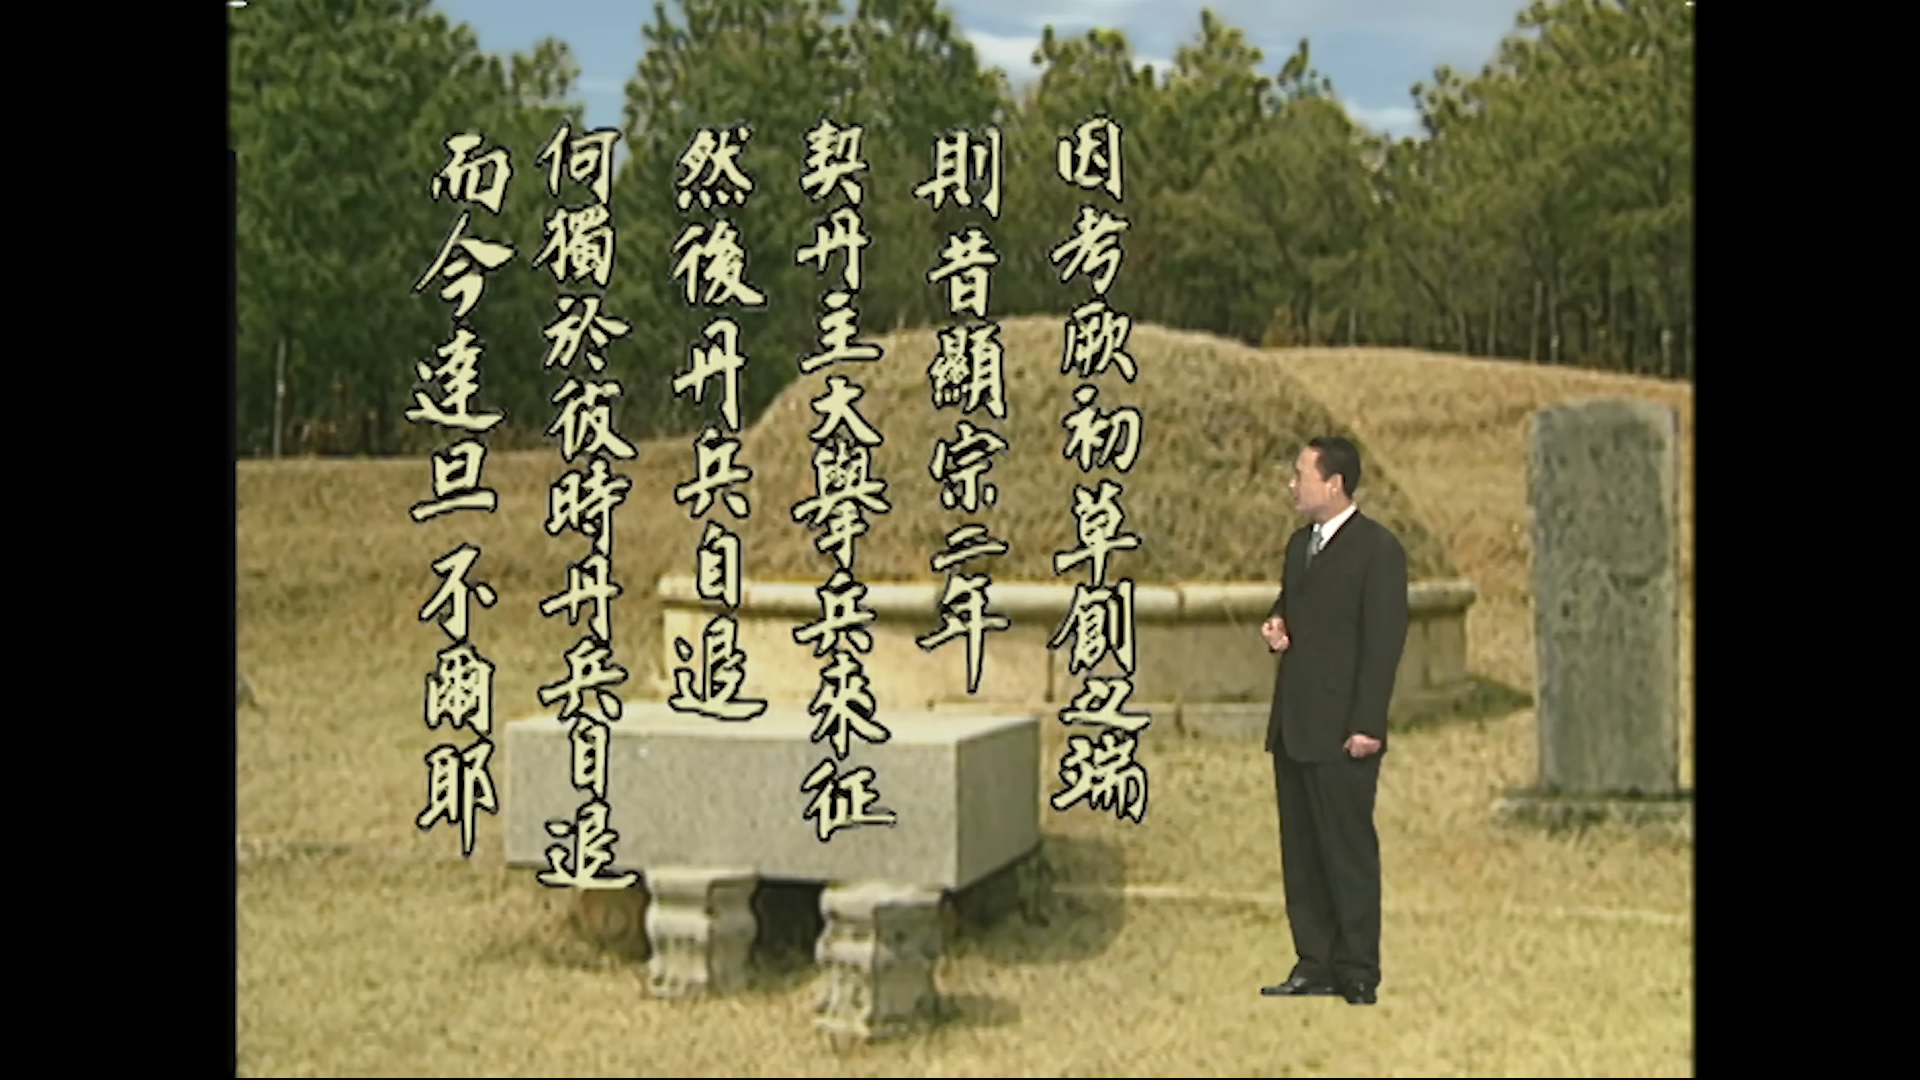 因考厥初草創之端
則昔顯宗二年
契丹主大擧兵來征
然後丹兵自退
何獨於彼時丹兵自退
而今達旦不爾耶